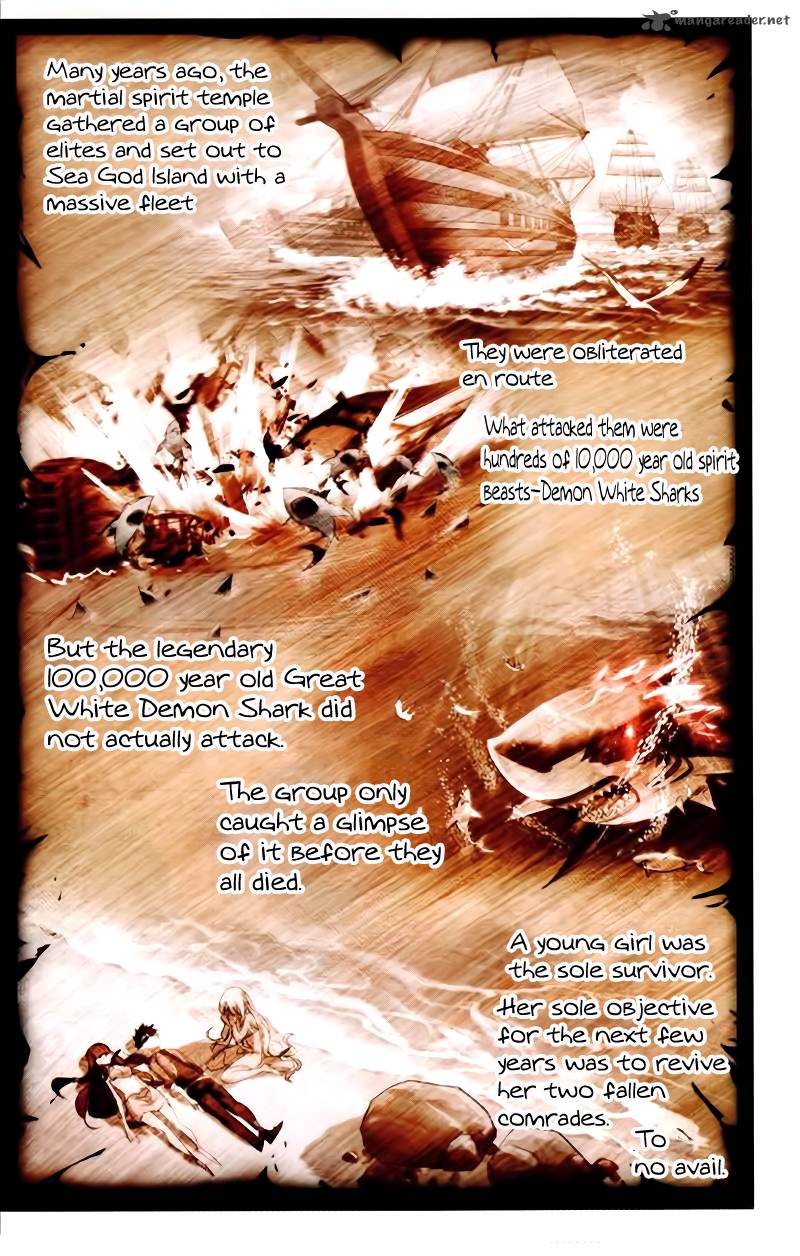 mangareader.net
Many years ago, the
martial spirit temple
gathered a group of
elites and set out to
Sea God Island with a
massive fleet
They were obliterated
en route
What attacked them were
hundreds of 10,000 year old spirit
beasts-Demon White Sharks
But the legendary
100,000 year old Great
White Demon Shark did
not actually attack.
The group only
caught a glimpse
of it before they
all died.
A young girl was
the sole survivor.
Her sole objective
for the next few
years was to revive
her two fallen
comrades.
To
no avail.